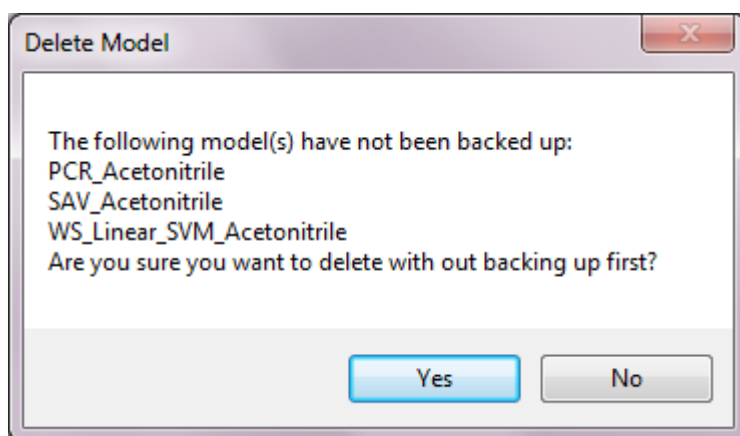 Delete Model
The following model(s) have not been backed up:
PCR_Acetonitrile
SAV_Acetonitrile
WS_Linear_SVM_Acetonitrile
Are you sure you want to delete with out backing up first?
Yes
No